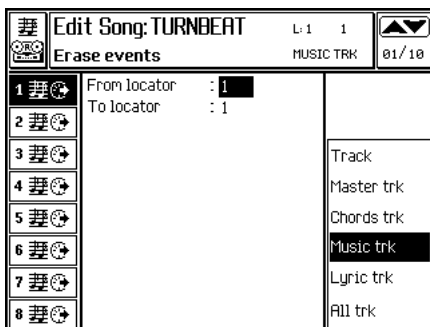 Edit Song: TURNBEAT
L: 1 1
Erase events
MUSIC TRK
01/10
From locator : 1
To locator : 1
1
2
3
4
5
6
7
8
Track
Master trk
Chords trk
Music trk
Lyric trk
All trk